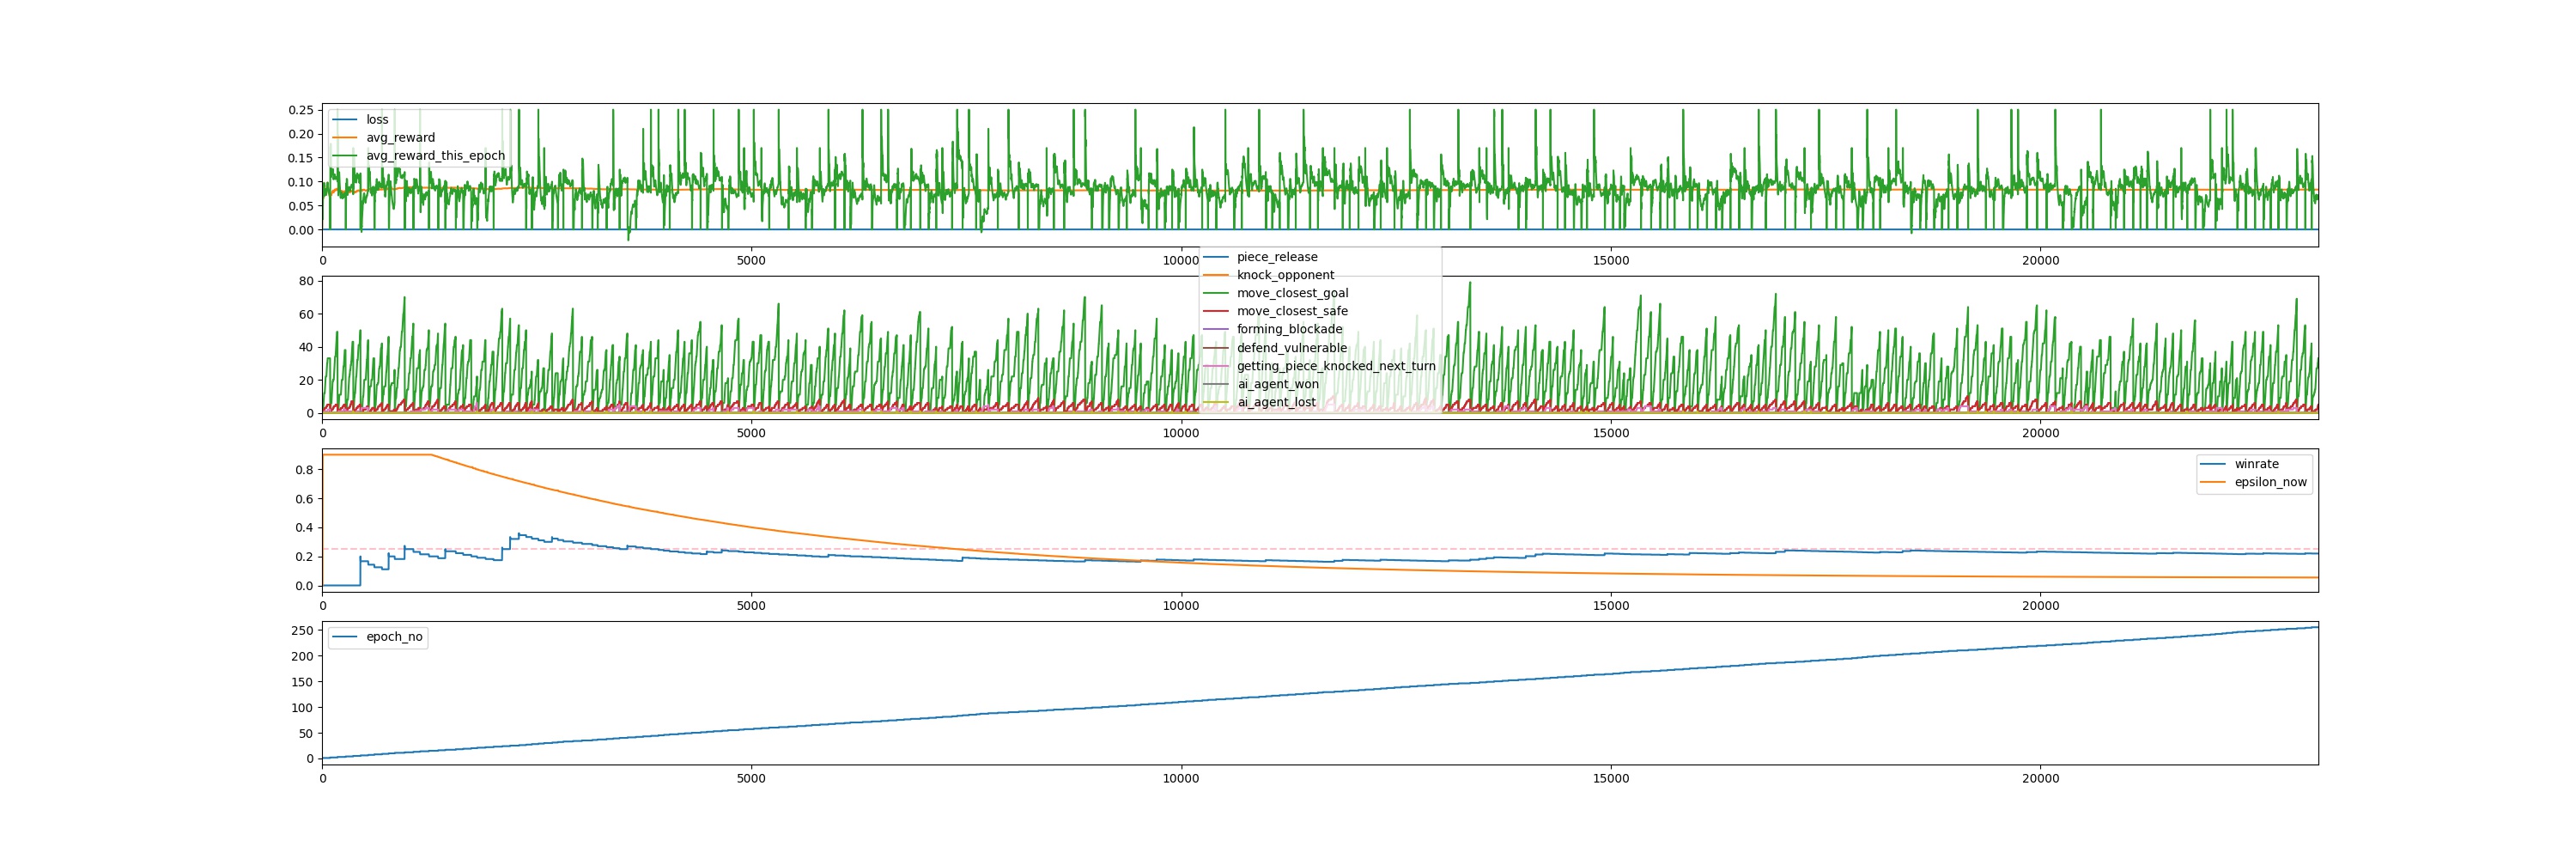 0.25
0.20
0.15
0.10
0.05
0.00
loss
avg_reward
avg_reward_this_epoch
0 5000 10000 15000 20000
piece_release
knock_opponent
move_closest_goal
move_closest_safe
forming_blockade
defend_vulnerable
getting_piece_knocked_next_turn
ai_agent_won
ai_agent_lost
80
60
40
20
0
0 5000 10000 15000 20000
0.8
0.6
0.4
0.2
0.0
winrate
epsilon_now
0 5000 10000 15000 20000
250
200
150
100
50
0
epoch_no
0 5000 10000 15000 20000